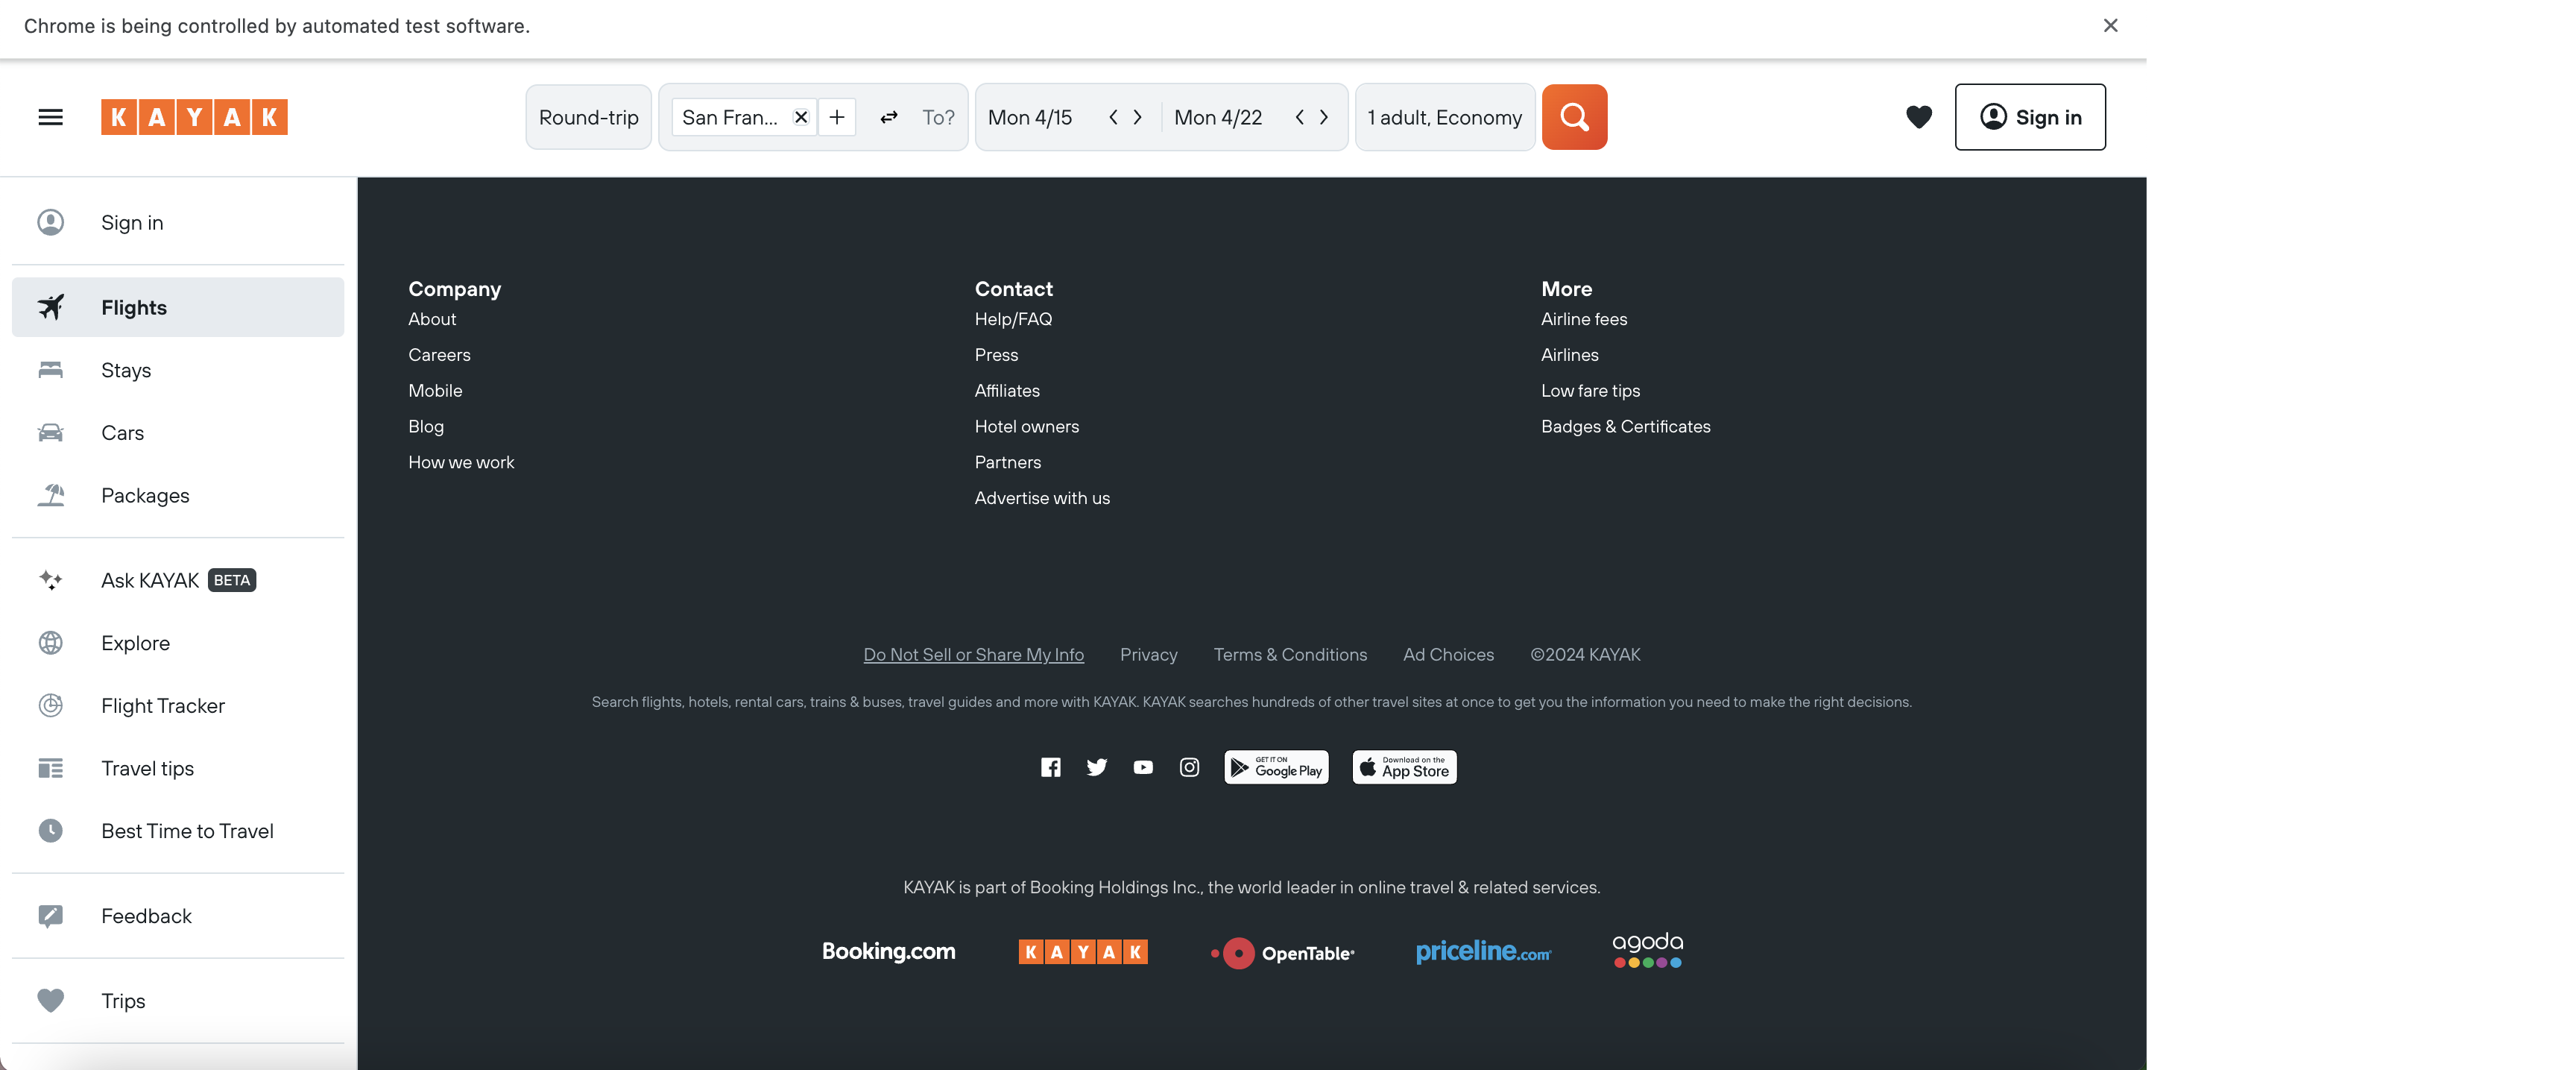 Chrome is being controlled by automated test software.
KAYAK
Round-trip
San Fran...
To?
Mon 4/15
Mon 4/22
1 adult, Economy
Sign in
Sign in
Flights
Stays
Cars
Packages
Ask KAYAK BETA
Explore
Flight Tracker
Travel tips
Best Time to Travel
Feedback
Trips
Company
About
Careers
Mobile
Blog
How we work
Contact
Help/FAQ
Press
Affiliates
Hotel owners
Partners
Advertise with us
More
Airline fees
Airlines
Low fare tips
Badges & Certificates
Do Not Sell or Share My Info Privacy Terms & Conditions Ad Choices ©2024 KAYAK
Search flights, hotels, rental cars, trains & buses, travel guides and more with KAYAK. KAYAK searches hundreds of other travel sites at once to get you the information you need to make the right decisions.
GET IT ON
Google Play
Download on the
App Store
KAYAK is part of Booking Holdings Inc., the world leader in online travel & related services.
Booking.com
KAYAK
OpenTable
priceline.com
agoda